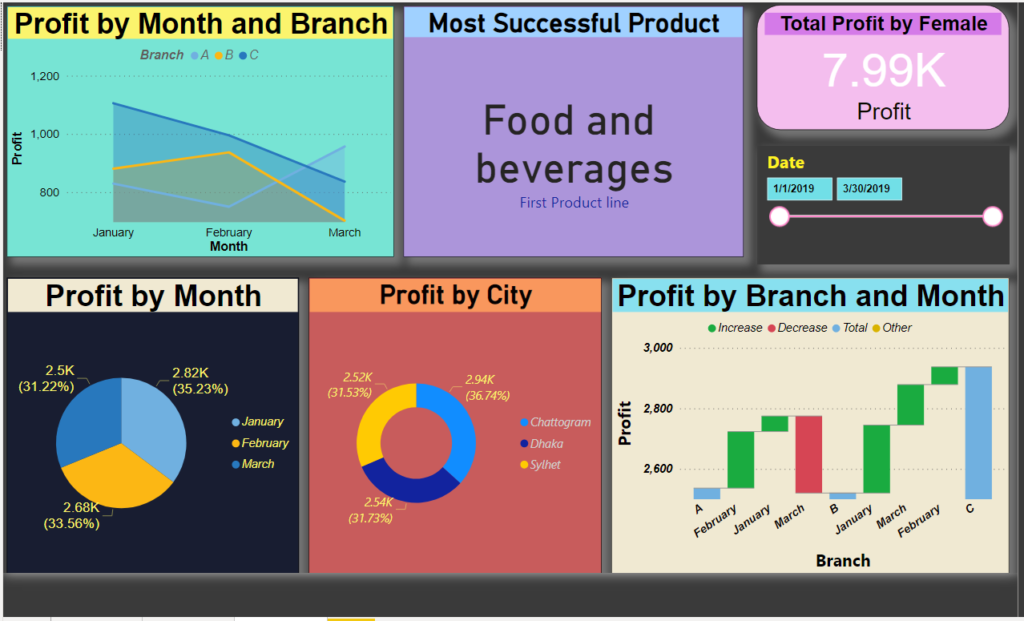 Profit by Month and Branch
Branch A B C
1,200
1,000
800
Profit
January February March
Month
Most Successful Product
Food and
beverages
First Product line
Total Profit by Female
7.99K
Profit
Date
1/1/2019 3/30/2019
Profit by Month
2.5K
(31.22%)
2.82K
(35.23%)
2.68K
(33.56%)
January
February
March
Profit by City
2.52K
(31.53%)
2.94K
(36.74%)
2.54K
(31.73%)
Chattogram
Dhaka
Sylhet
Profit by Branch and Month
Increase Decrease Total Other
3,000
2,800
2,600
Profit
A February January March B January March February C
Branch